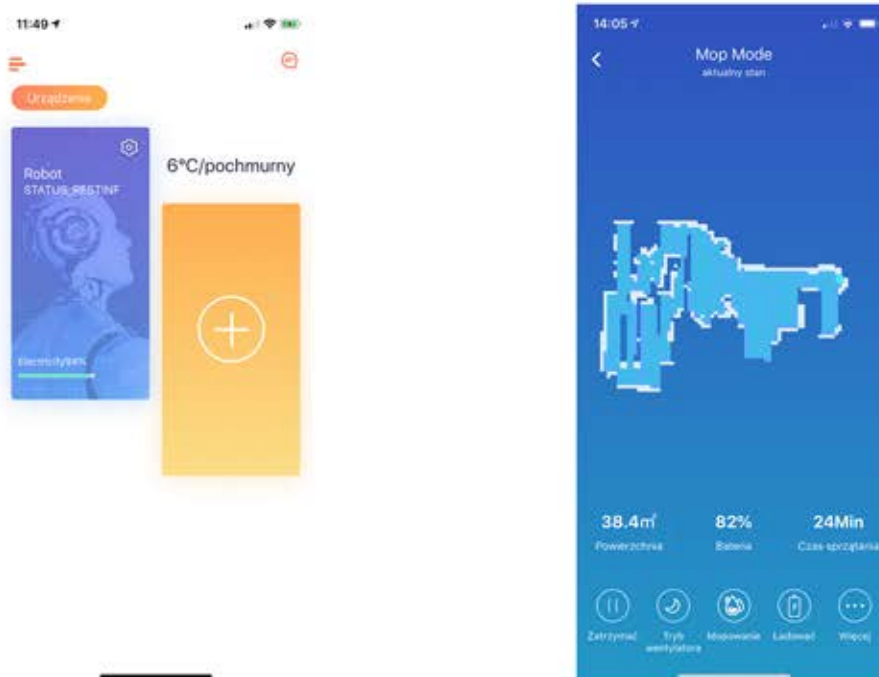 11:49
Urządzenia
Robot
STATUS_RESTINF
Electricity94%
6°C/pochmurny
14:05
Mop Mode
aktualny stan
38.4㎡
82%
24Min
Powierzchnia
Bateria
Czas sprzątania
Zatrzymać
Tryb wentylatora
Mopowanie
Ładować
Więcej